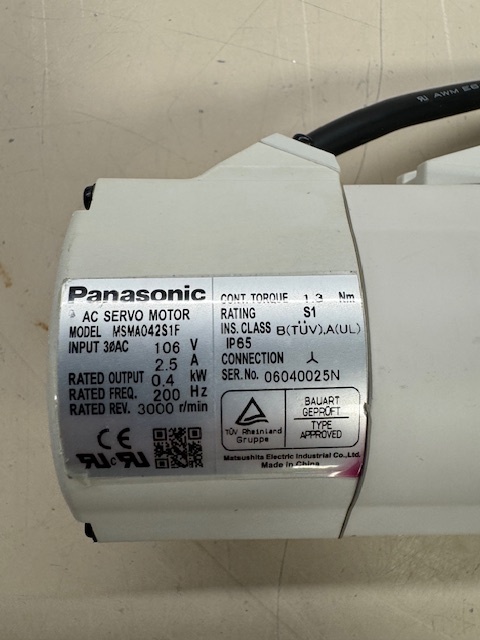 AWM E6
Panasonic
AC SERVO MOTOR
MODEL MSMA042S1F
INPUT 3ØAC 106 V
2.5 A
RATED OUTPUT 0.4 kW
RATED FREQ. 200 Hz
RATED REV. 3000 r/min
CONT. TORQUE 1.3 Nm
RATING S1
INS. CLASS B(TÜV),A(UL)
IP65
CONNECTION
SER.No. 06040025N
TÜV Rheinland
Gruppe
BAUART
GEPRÜFT
TYPE
APPROVED
CE
Matsushita Electric Industrial Co.,Ltd.
Made in China